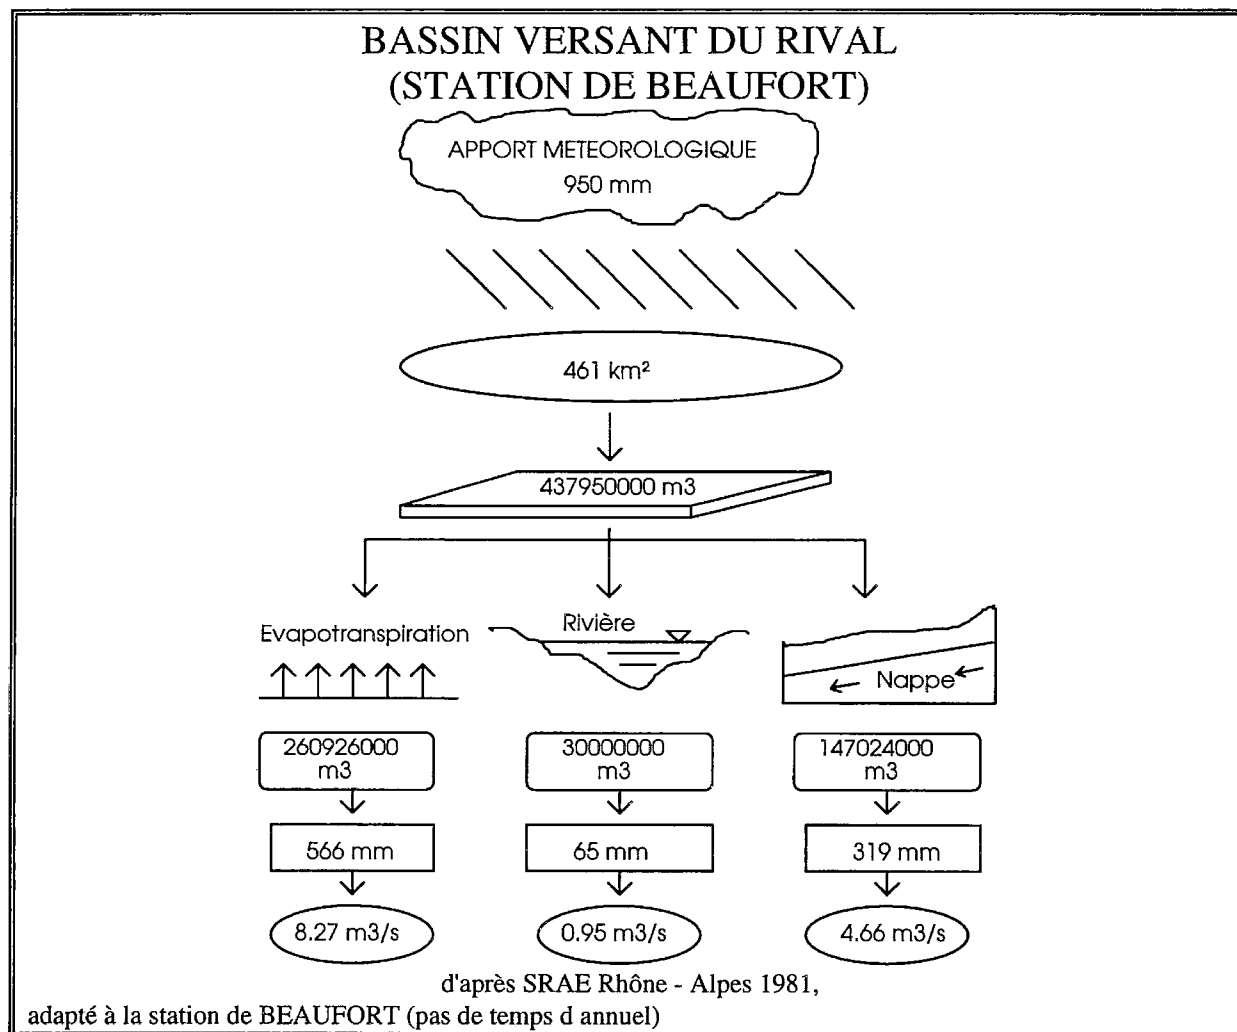 BASSIN VERSANT DU RIVAL
(STATION DE BEAUFORT)
APPORT METEOROLOGIQUE
950 mm
461 km²
437950000 m3
Evapotranspiration
Rivière
Nappe
260926000
m3
30000000
m3
147024000
m3
566 mm
65 mm
319 mm
8.27 m3/s
0.95 m3/s
4.66 m3/s
d'après SRAE Rhône - Alpes 1981,
adapté à la station de BEAUFORT (pas de temps d annuel)